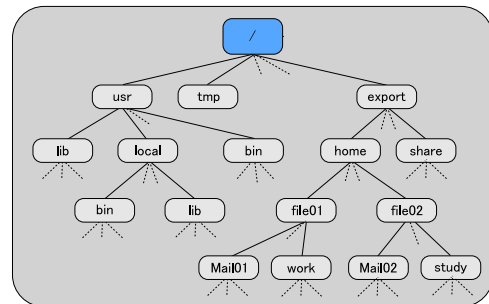 /
usr
tmp
export
lib
local
bin
home
share
bin
lib
file01
file02
Mail01
work
Mail02
study